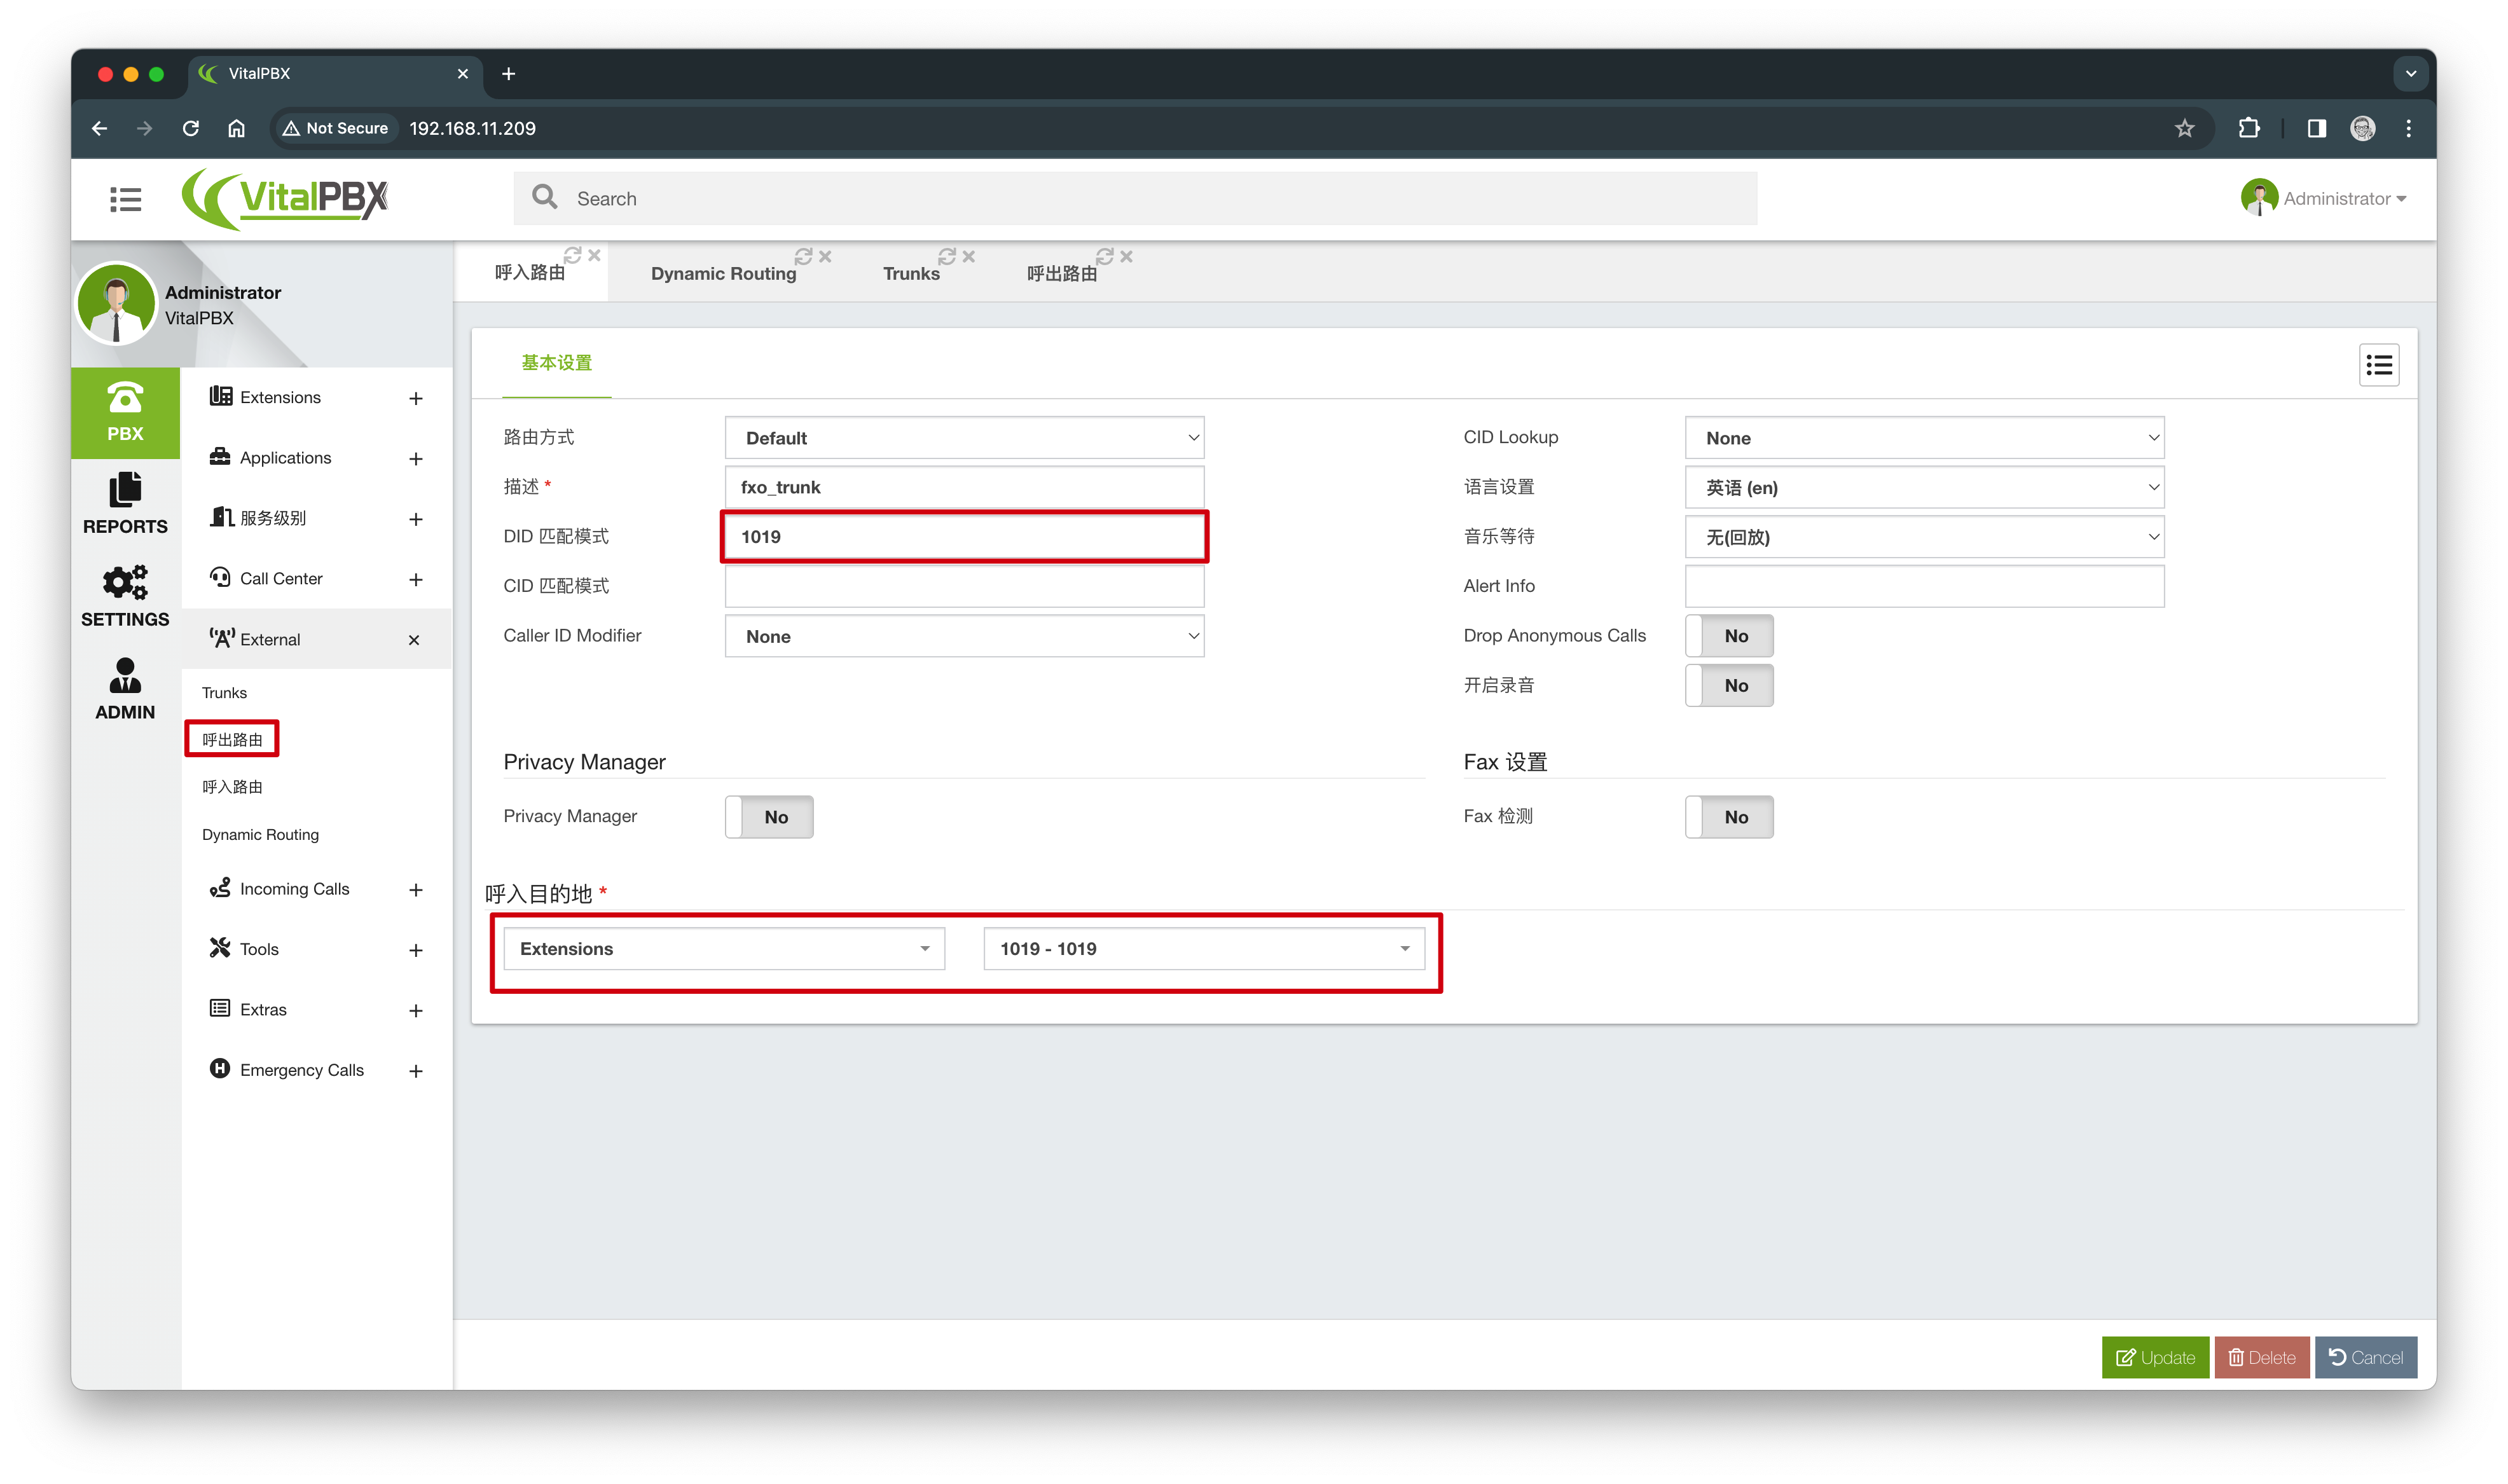 VitalPBX
Not Secure
192.168.11.209
VitalPBX
Search
Administrator
Administrator
VitalPBX
呼入路由
Dynamic Routing
Trunks
呼出路由
PBX
REPORTS
SETTINGS
ADMIN
Extensions
Applications
服务级别
Call Center
External
Trunks
呼出路由
呼入路由
Dynamic Routing
Incoming Calls
Tools
Extras
Emergency Calls
基本设置
路由方式
Default
描述 *
fxo_trunk
DID 匹配模式
1019
CID 匹配模式
Caller ID Modifier
None
CID Lookup
None
语言设置
英语 (en)
音乐等待
无(回放)
Alert Info
Drop Anonymous Calls
No
开启录音
No
Privacy Manager
Privacy Manager
No
Fax 设置
Fax 检测
No
呼入目的地 *
Extensions
1019 - 1019
Update
Delete
Cancel